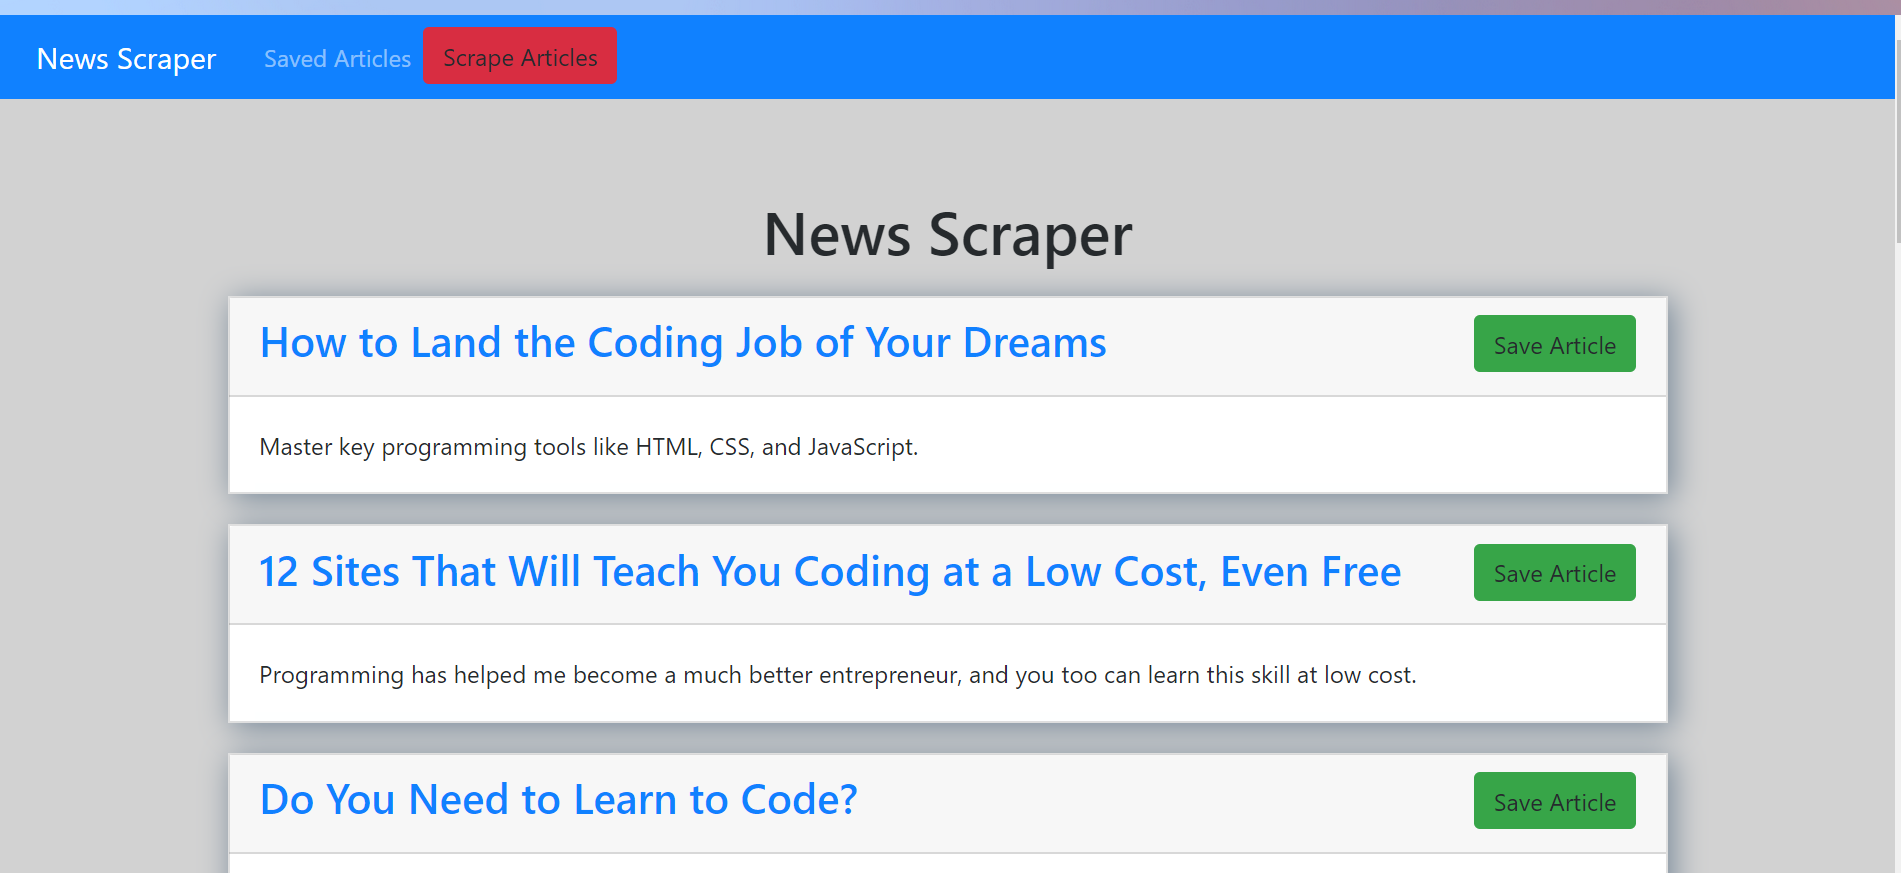 News Scraper Saved Articles Scrape Articles
News Scraper
How to Land the Coding Job of Your Dreams Save Article
Master key programming tools like HTML, CSS, and JavaScript.
12 Sites That Will Teach You Coding at a Low Cost, Even Free Save Article
Programming has helped me become a much better entrepreneur, and you too can learn this skill at low cost.
Do You Need to Learn to Code? Save Article